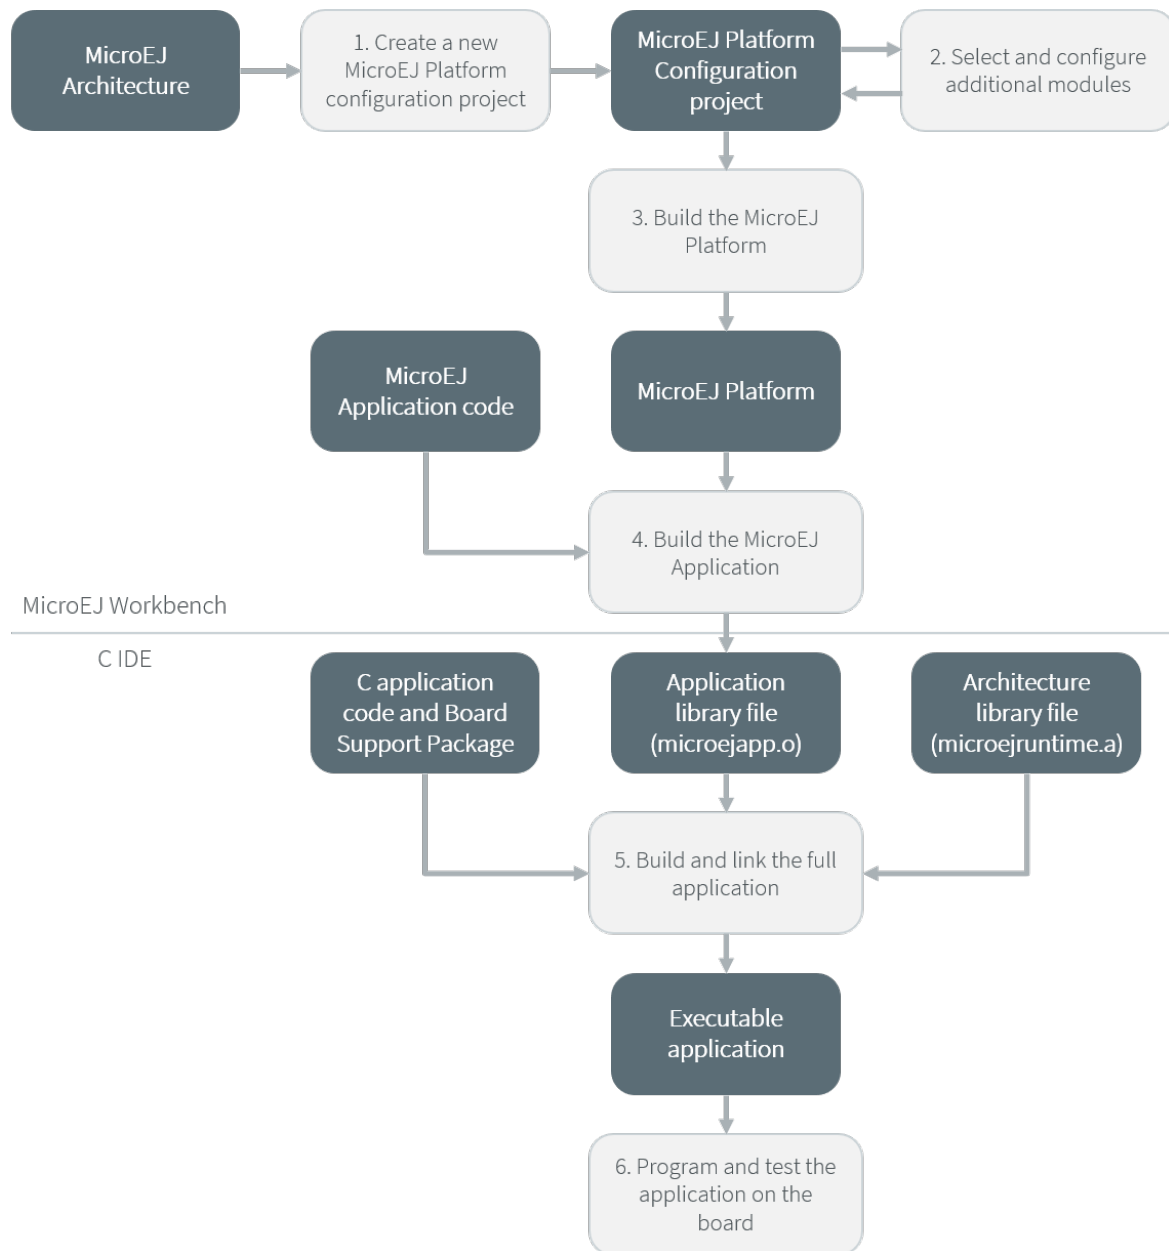 MicroEJ
Architecture
1. Create a new
MicroEJ Platform
configuration project
MicroEJ Platform
Configuration
project
2. Select and configure
additional modules
3. Build the MicroEJ
Platform
MicroEJ
Application code
MicroEJ Platform
4. Build the MicroEJ
Application
MicroEJ Workbench
C IDE
C application
code and Board
Support Package
Application
library file
(microejapp.o)
Architecture
library file
(microejruntime.a)
5. Build and link the full
application
Executable
application
6. Program and test the
application on the
board